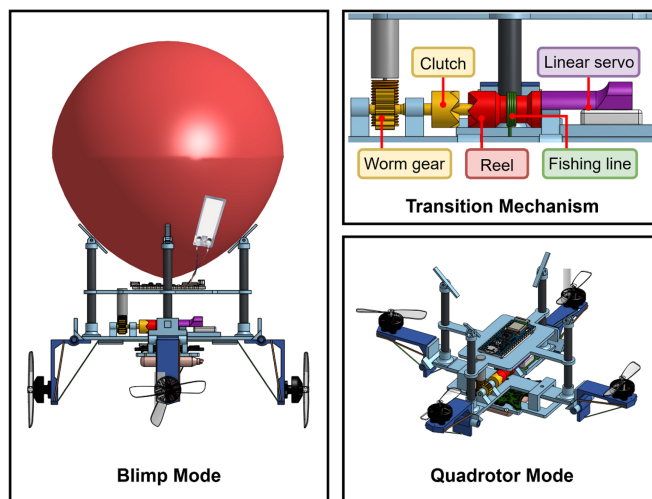 Blimp Mode
Clutch
Linear servo
Worm gear
Reel
Fishing line
Transition Mechanism
Quadrotor Mode